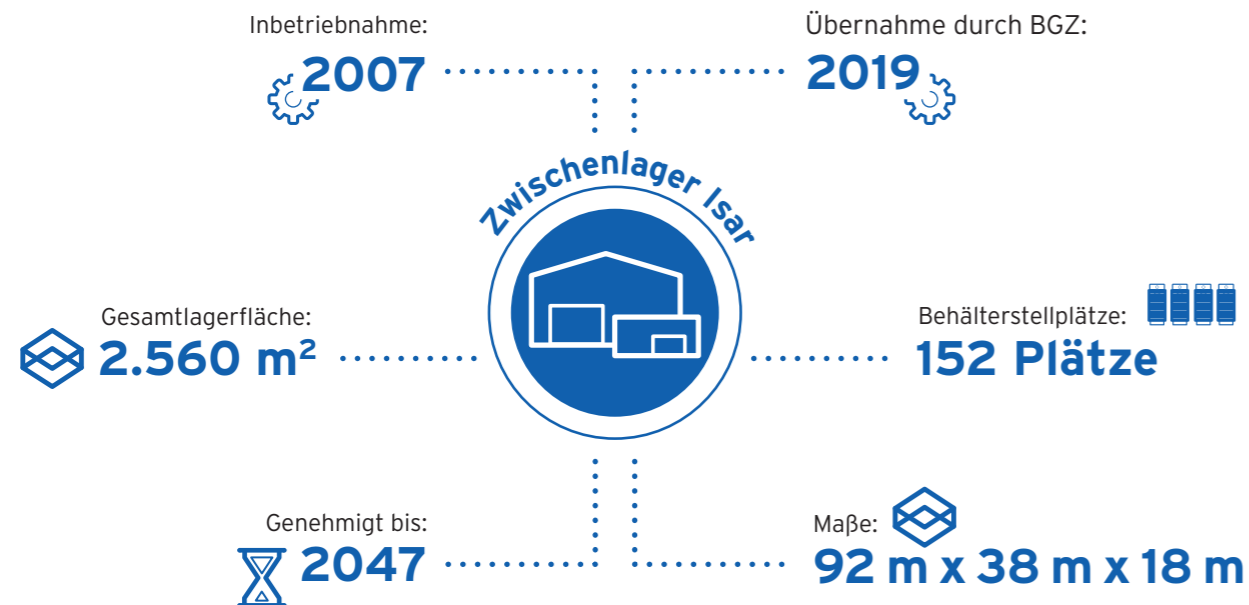 Inbetriebnahme:
2007
Übernahme durch BGZ:
2019
Zwischenlager Isar
Gesamtlagerfläche:
2.560 m²
Behälterstellplätze:
152 Plätze
Genehmigt bis:
2047
Maße:
92 m x 38 m x 18 m